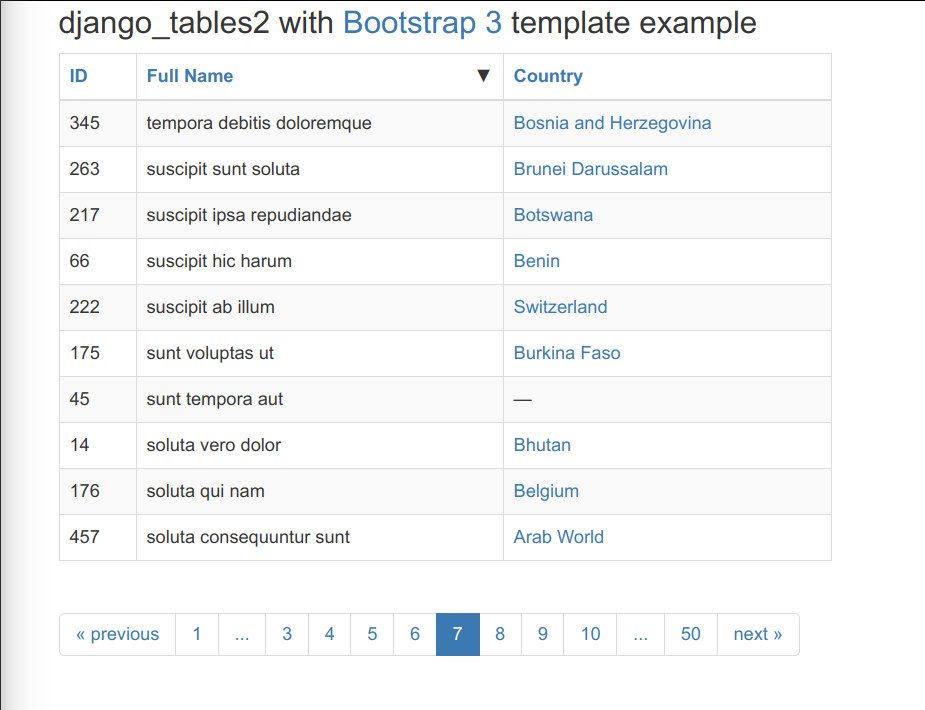 django_tables2 with Bootstrap 3 template example
ID Full Name ▼ Country
345 tempora debitis doloremque Bosnia and Herzegovina
263 suscipit sunt soluta Brunei Darussalam
217 suscipit ipsa repudiandae Botswana
66 suscipit hic harum Benin
222 suscipit ab illum Switzerland
175 sunt voluptas ut Burkina Faso
45 sunt tempora aut —
14 soluta vero dolor Bhutan
176 soluta qui nam Belgium
457 soluta consequuntur sunt Arab World
« previous 1 ... 3 4 5 6 7 8 9 10 ... 50 next »